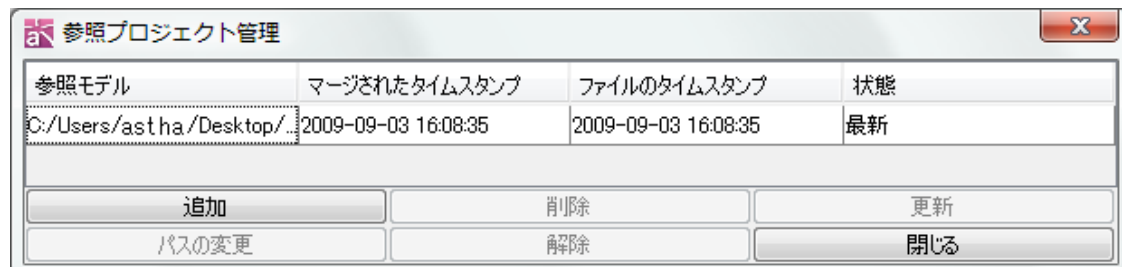 参照プロジェクト管理
参照モデル マージされたタイムスタンプ ファイルのタイムスタンプ 状態
C:/Users/astha/Desktop/... 2009-09-03 16:08:35 2009-09-03 16:08:35 最新
追加 削除 更新
パスの変更 解除 閉じる